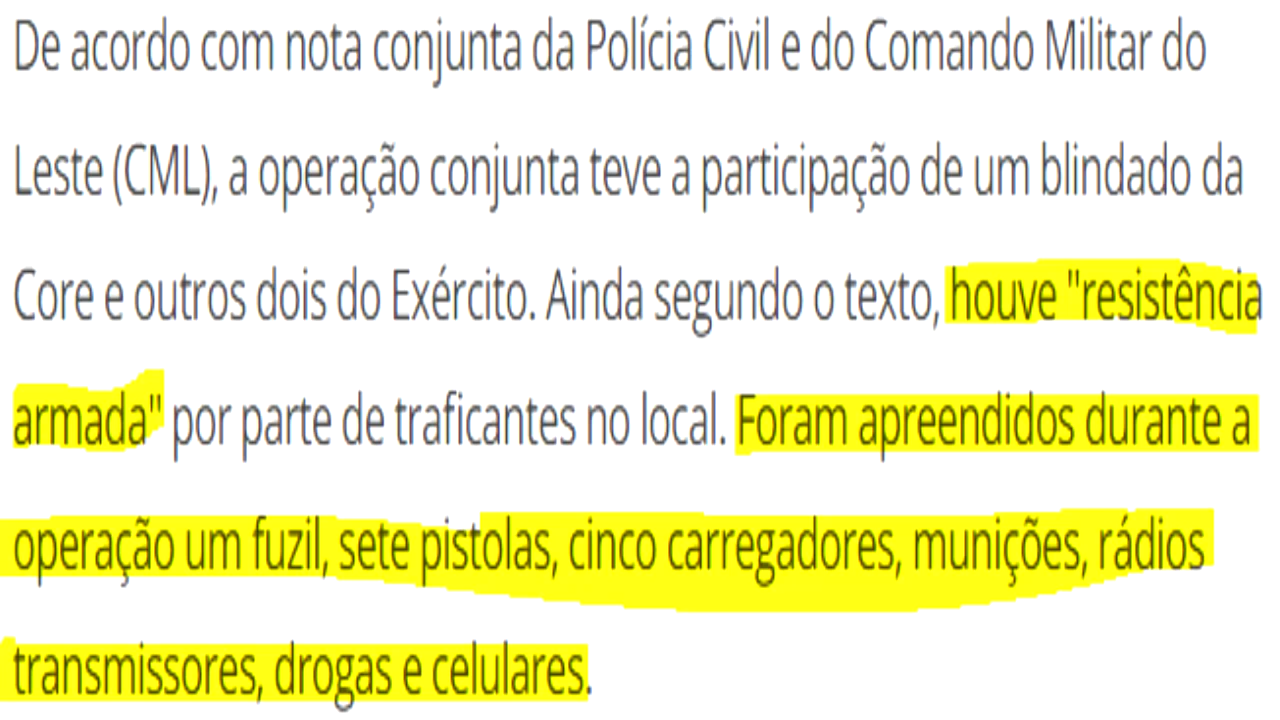 De acordo com nota conjunta da Polícia Civil e do Comando Militar do
Leste (CML), a operação conjunta teve a participação de um blindado da
Core e outros dois do Exército. Ainda segundo o texto, houve "resistência
armada" por parte de traficantes no local. Foram apreendidos durante a
operação um fuzil, sete pistolas, cinco carregadores, munições, rádios
transmissores, drogas e celulares.